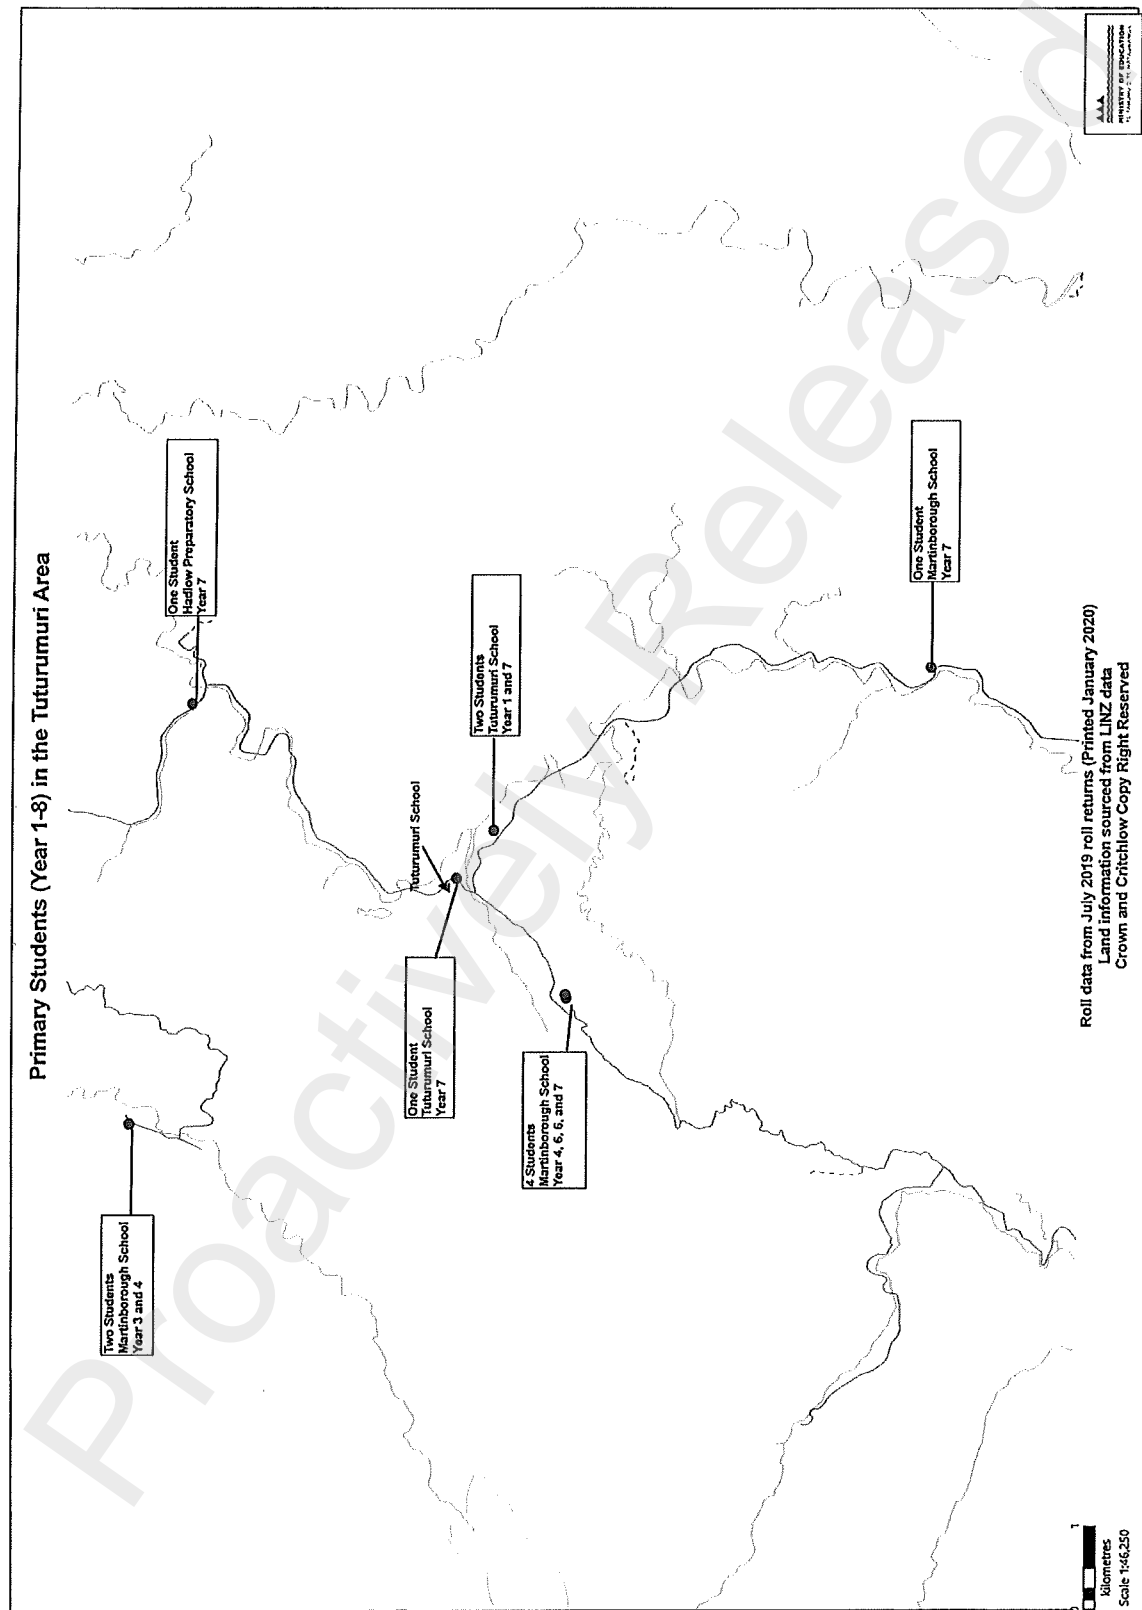 Primary Students (Year 1-8) in the Tuturumuri Area
Two Students
Martinborough School
Year 3 and 4
One Student
Hadlow Preparatory School
Year 7
One Student
Tuturumuri School
Year 7
Tuturumuri School
Two Students
Tuturumuri School
Year 1 and 7
4 Students
Martinborough School
Year 4, 6, 6, and 7
One Student
Martinborough School
Year 7
kilometres
Scale 1:46,250
Roll data from July 2019 roll returns (Printed January 2020)
Land information sourced from LINZ data
Crown and Critchlow Copy Right Reserved
MINISTRY OF EDUCATION
Proactively Released